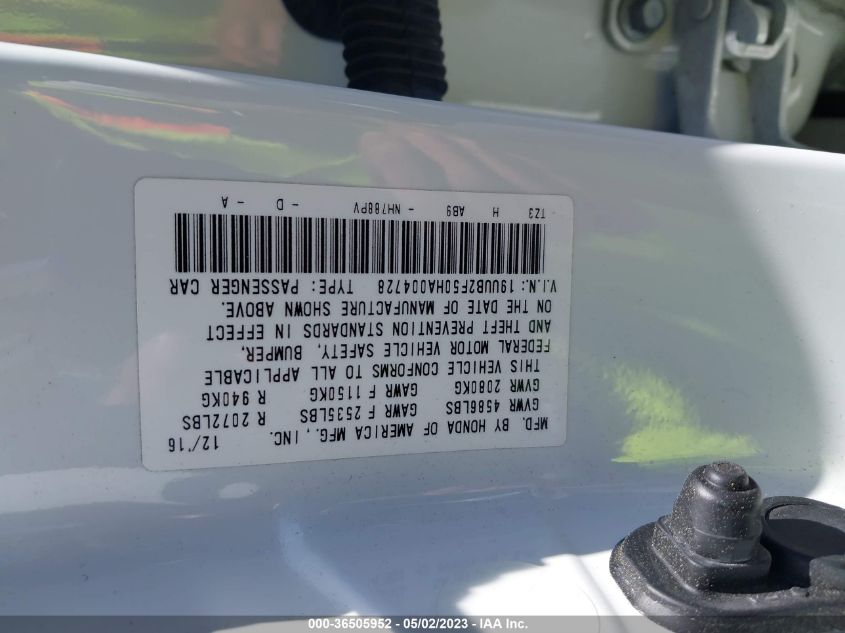 MFD. BY HONDA OF AMERICA MFG., INC. 12/'16
GVWR 4586LBS GAWR F 2535LBS R 2072LBS
GVWR 2080KG GAWR F 1150KG R 940KG
THIS VEHICLE CONFORMS TO ALL APPLICABLE
FEDERAL MOTOR VEHICLE SAFETY, BUMPER,
AND THEFT PREVENTION STANDARDS IN EFFECT
ON THE DATE OF MANUFACTURE SHOWN ABOVE.
V.I.N.: 19UUB2F50HA004728 TYPE: PASSENGER CAR
TZ3 H AB9 - NH788PV - D - A
000-36505952 - 05/02/2023 - IAA Inc.